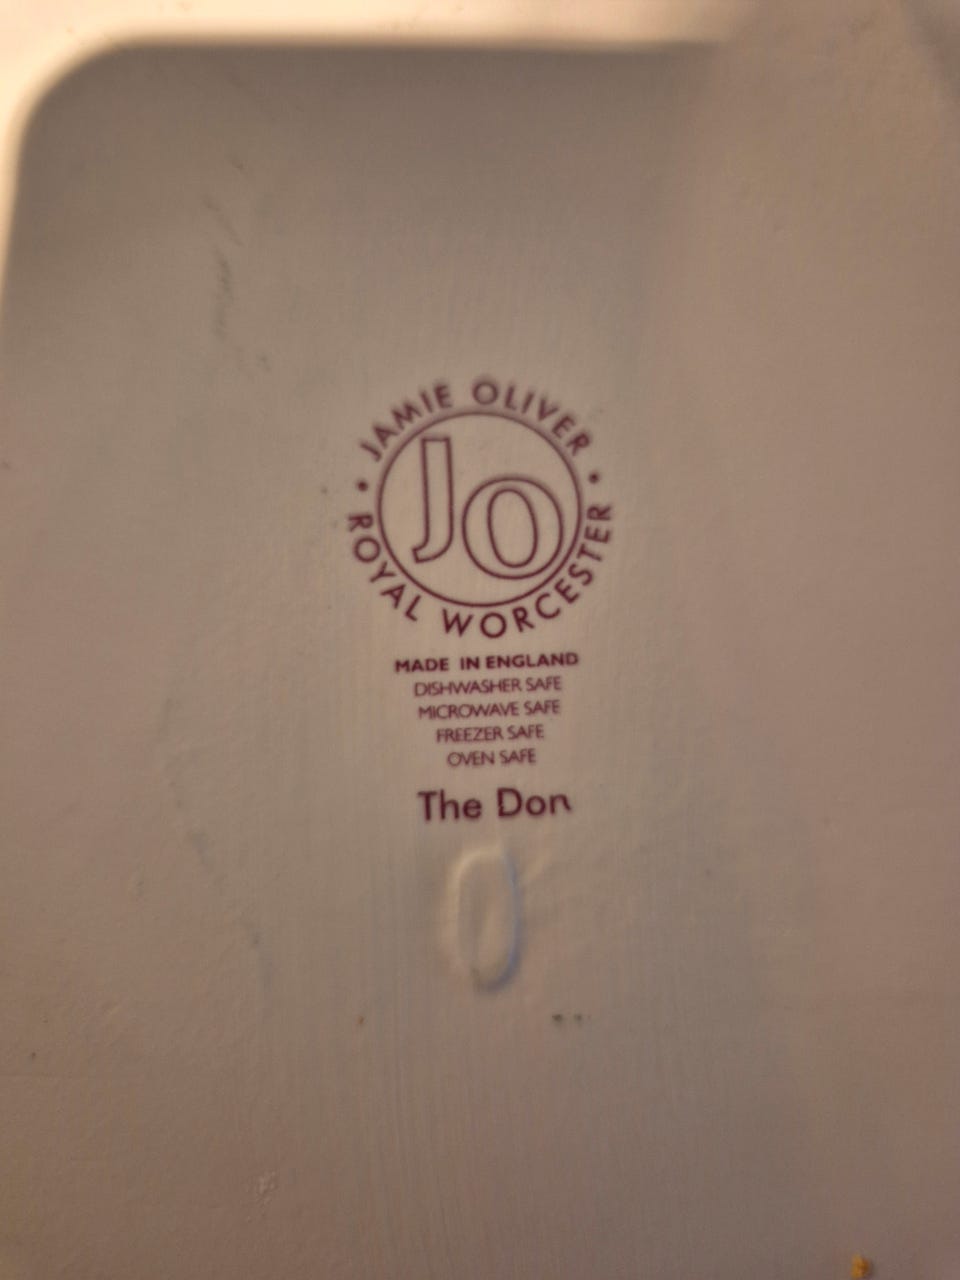 JAMIE OLIVER
JO
ROYAL WORCESTER
MADE IN ENGLAND
DISHWASHER SAFE
MICROWAVE SAFE
FREEZER SAFE
OVEN SAFE
The Don